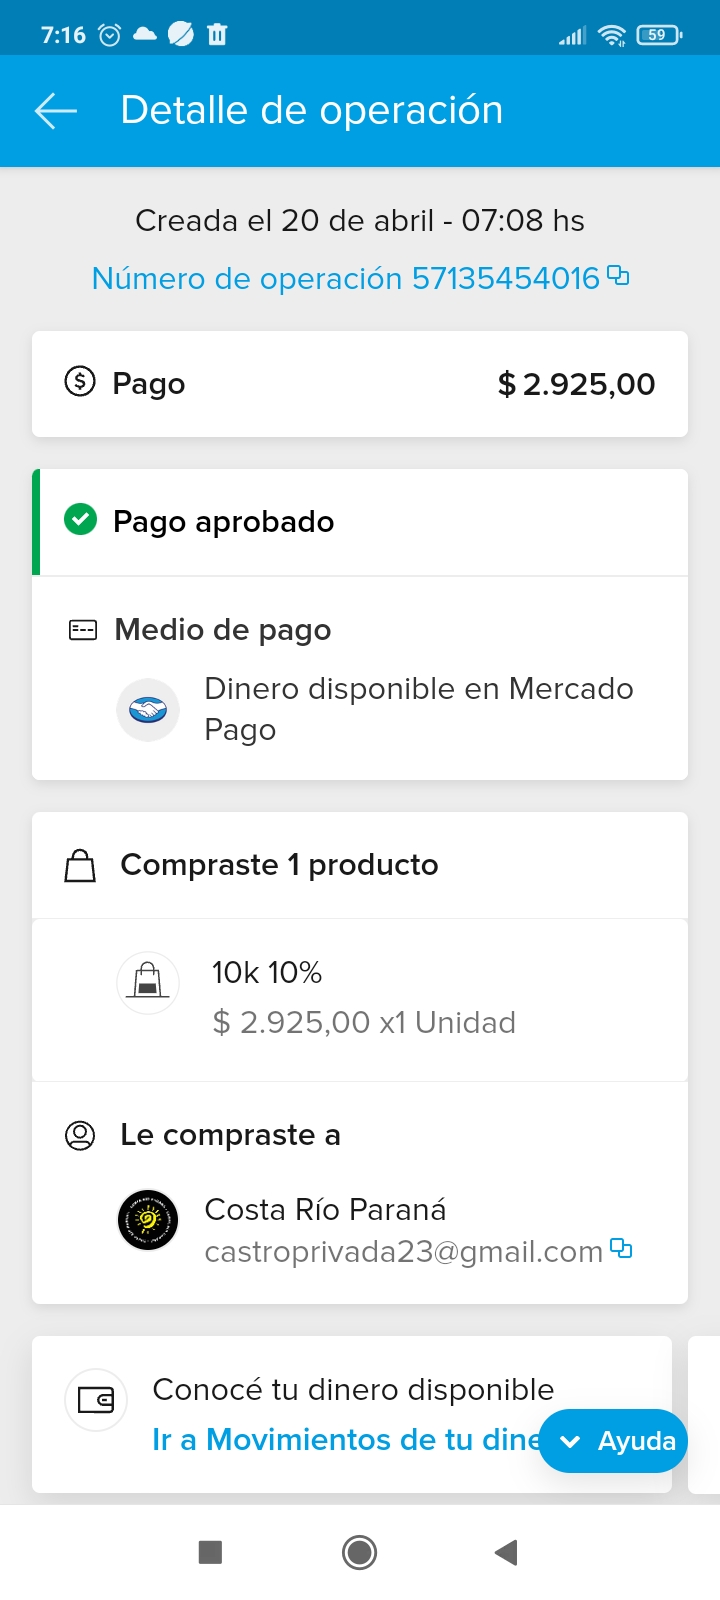 7:16
59
Detalle de operación
Creada el 20 de abril - 07:08 hs
Número de operación 57135454016
Pago
$ 2.925,00
Pago aprobado
Medio de pago
Dinero disponible en Mercado
Pago
Compraste 1 producto
10k 10%
$ 2.925,00 x1 Unidad
Le compraste a
Costa Río Paraná
castroprivada23@gmail.com
Conocé tu dinero disponible
Ir a Movimientos de tu dine
Ayuda